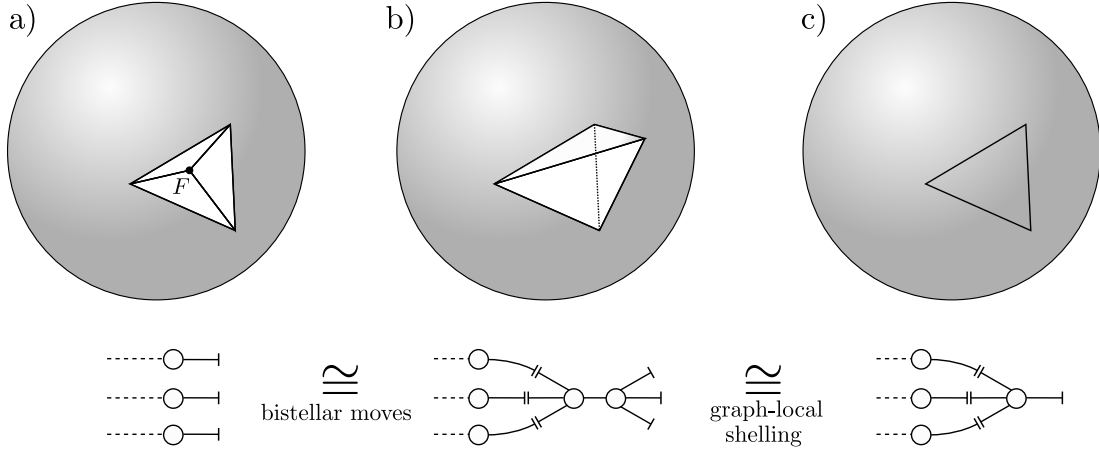 a)
b)
c)
F
≅
bistellar moves
≅
graph-local
shelling